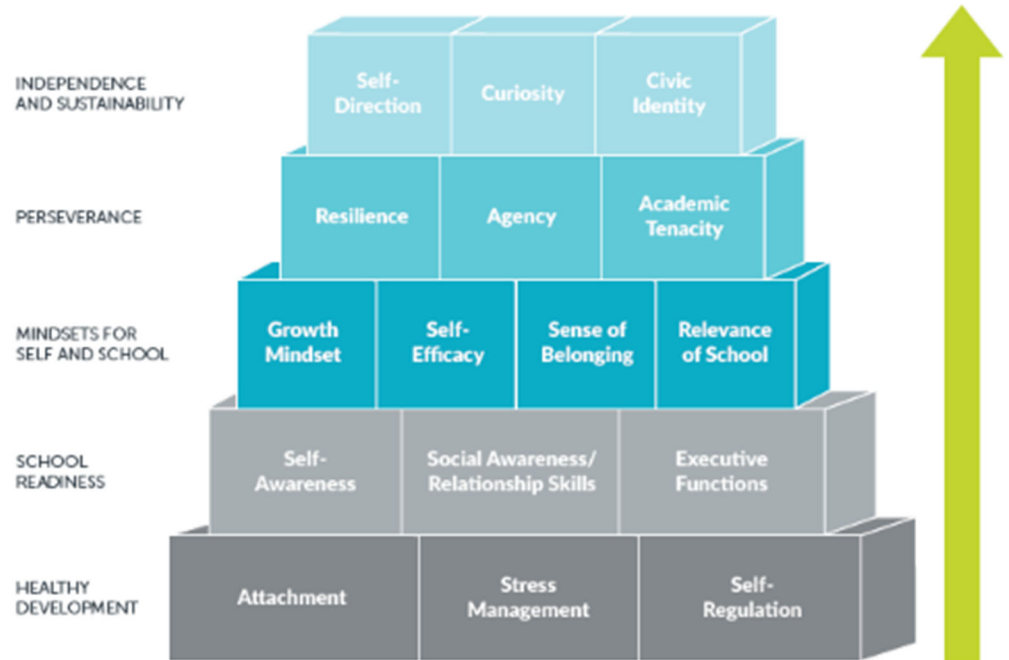 INDEPENDENCE
AND SUSTAINABILITY
Self-
Direction
Curiosity
Civic
Identity
PERSEVERANCE
Resilience
Agency
Academic
Tenacity
MINDSETS FOR
SELF AND SCHOOL
Growth
Mindset
Self-
Efficacy
Sense of
Belonging
Relevance
of School
SCHOOL
READINESS
Self-
Awareness
Social Awareness/
Relationship Skills
Executive
Functions
HEALTHY
DEVELOPMENT
Attachment
Stress
Management
Self-
Regulation